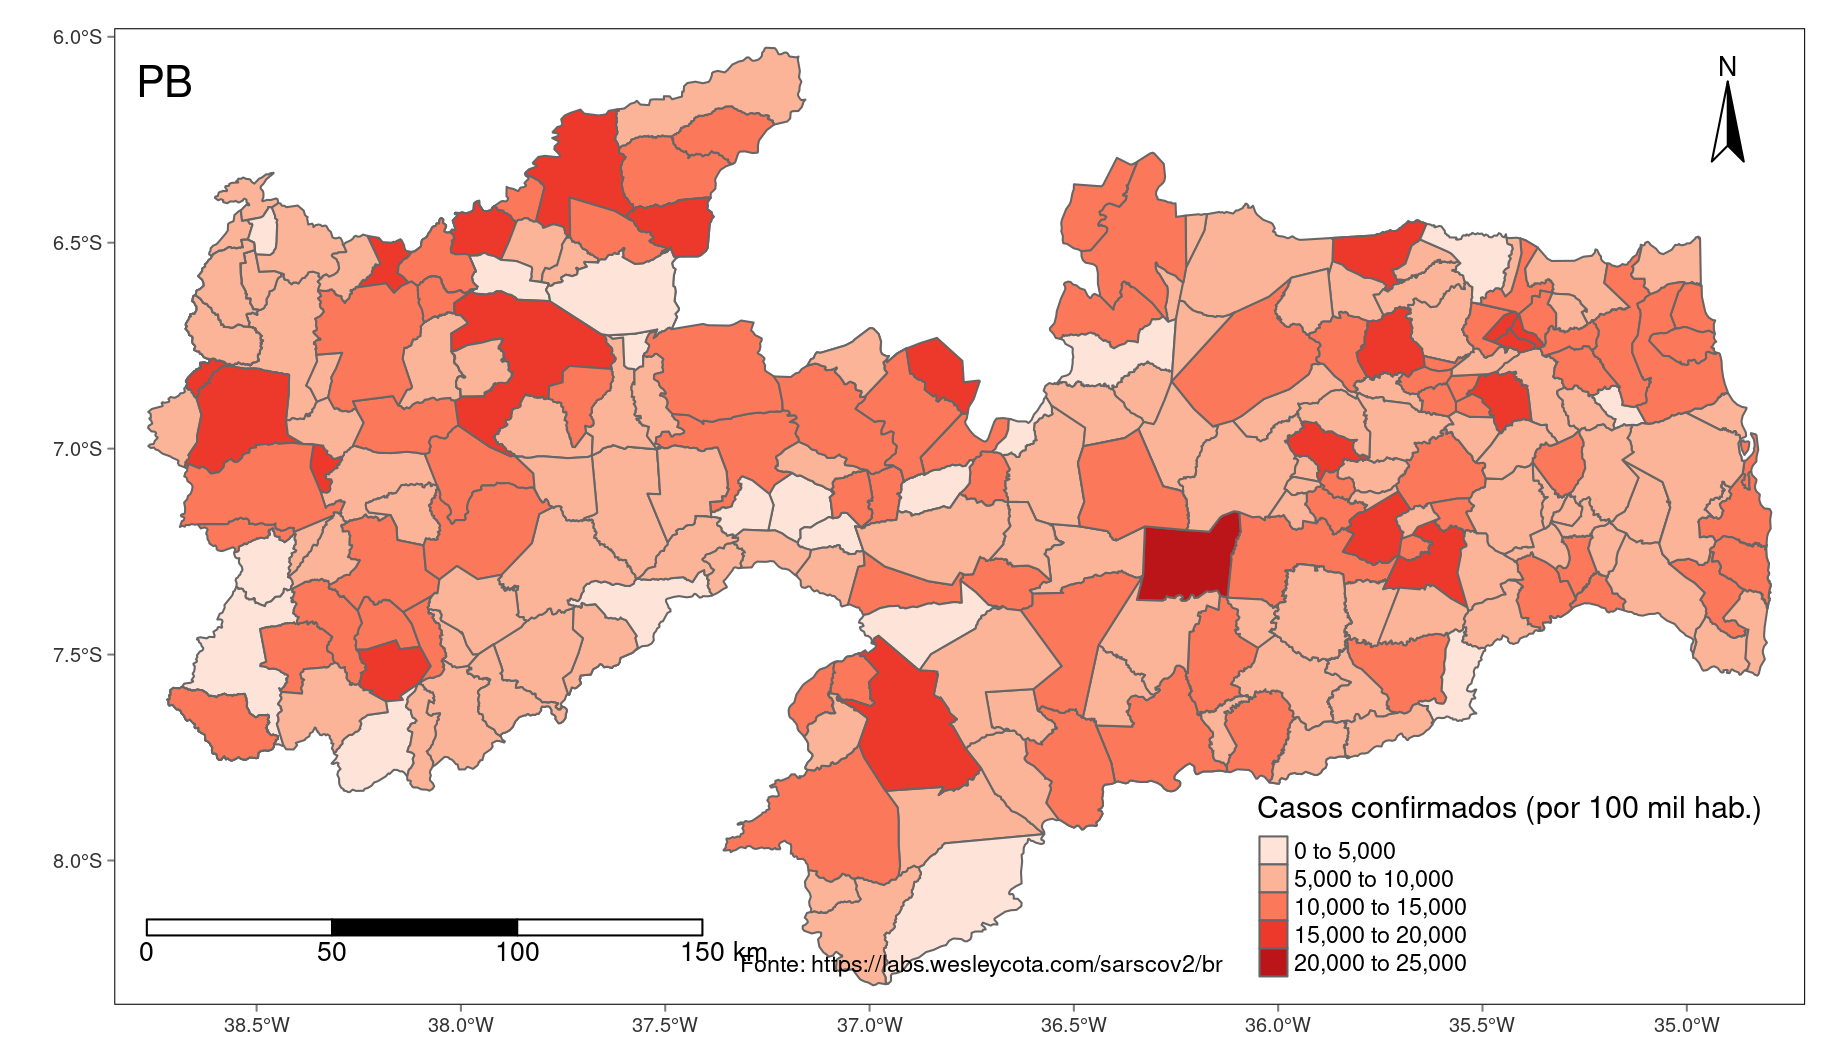 6.0°S
PB
N
6.5°S
7.0°S
7.5°S
8.0°S
Casos confirmados (por 100 mil hab.)
0 to 5,000
5,000 to 10,000
10,000 to 15,000
15,000 to 20,000
20,000 to 25,000
0 50 100 150 km
Fonte: https://labs.wesleycota.com/sarscov2/br
38.5°W 38.0°W 37.5°W 37.0°W 36.5°W 36.0°W 35.5°W 35.0°W